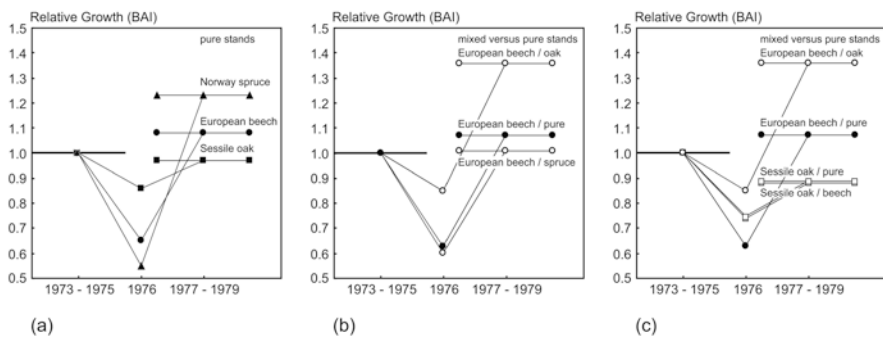 Relative Growth (BAI)
1.5
1.4
1.3
1.2
1.1
1.0
0.9
0.8
0.7
0.6
0.5
pure stands
Norway spruce
European beech
Sessile oak
1973 - 1975
1976
1977 - 1979
(a)
Relative Growth (BAI)
1.5
1.4
1.3
1.2
1.1
1.0
0.9
0.8
0.7
0.6
0.5
mixed versus pure stands
European beech / oak
European beech / pure
European beech / spruce
1973 - 1975
1976
1977 - 1979
(b)
Relative Growth (BAI)
1.5
1.4
1.3
1.2
1.1
1.0
0.9
0.8
0.7
0.6
0.5
mixed versus pure stands
European beech / oak
European beech / pure
Sessile oak / pure
Sessile oak / beech
1973 - 1975
1976
1977 - 1979
(c)